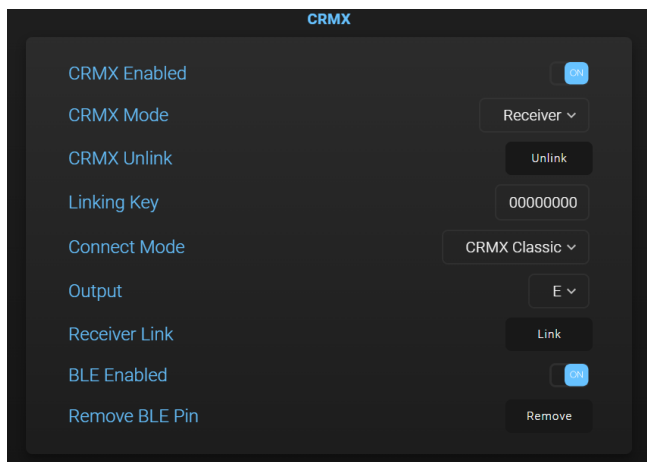 CRMX
CRMX Enabled ON
CRMX Mode Receiver
CRMX Unlink Unlink
Linking Key 00000000
Connect Mode CRMX Classic
Output E
Receiver Link Link
BLE Enabled ON
Remove BLE Pin Remove